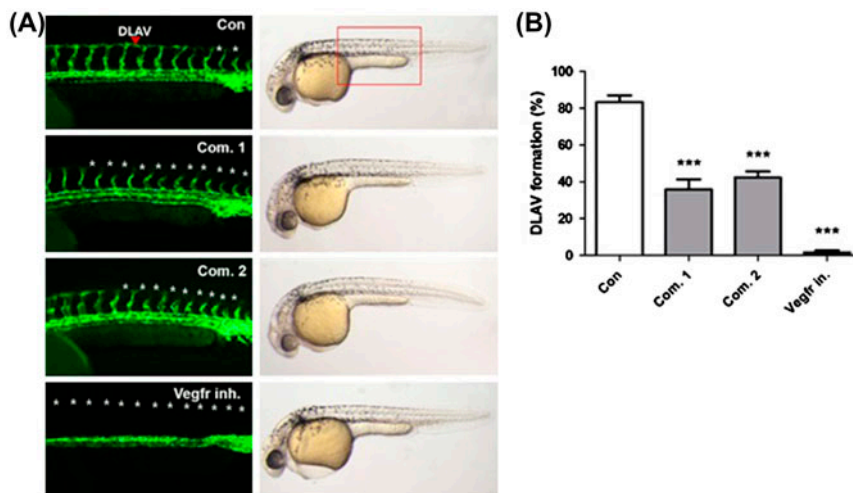 (A)
Con
DLAV
* *
Com. 1
* * * * * * * * * * *
Com. 2
* * * * * * * * * *
Vegfr inh.
* * * * * * * * * * * * *
(B)
DLAV formation (%)
100
80
60
40
20
0
***
***
***
Con
Com. 1
Com. 2
Vegfr in.